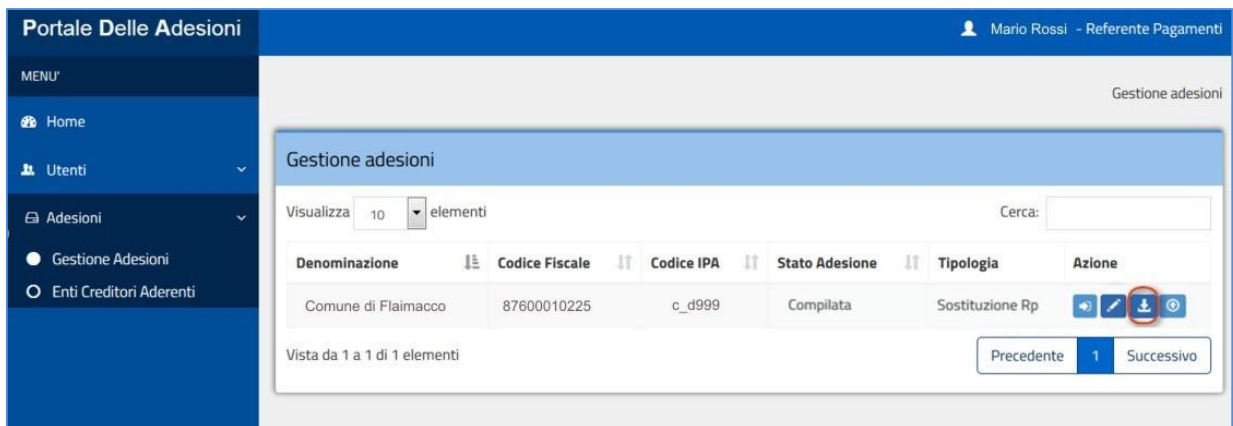 Portale Delle Adesioni
Mario Rossi - Referente Pagamenti
MENU'
Gestione adesioni
Home
Utenti
Adesioni
Gestione Adesioni
Enti Creditori Aderenti
Gestione adesioni
Visualizza 10 elementi Cerca:
Denominazione Codice Fiscale Codice IPA Stato Adesione Tipologia Azione
Comune di Flaimacco 87600010225 c_d999 Compilata Sostituzione Rp
Vista da 1 a 1 di 1 elementi Precedente 1 Successivo